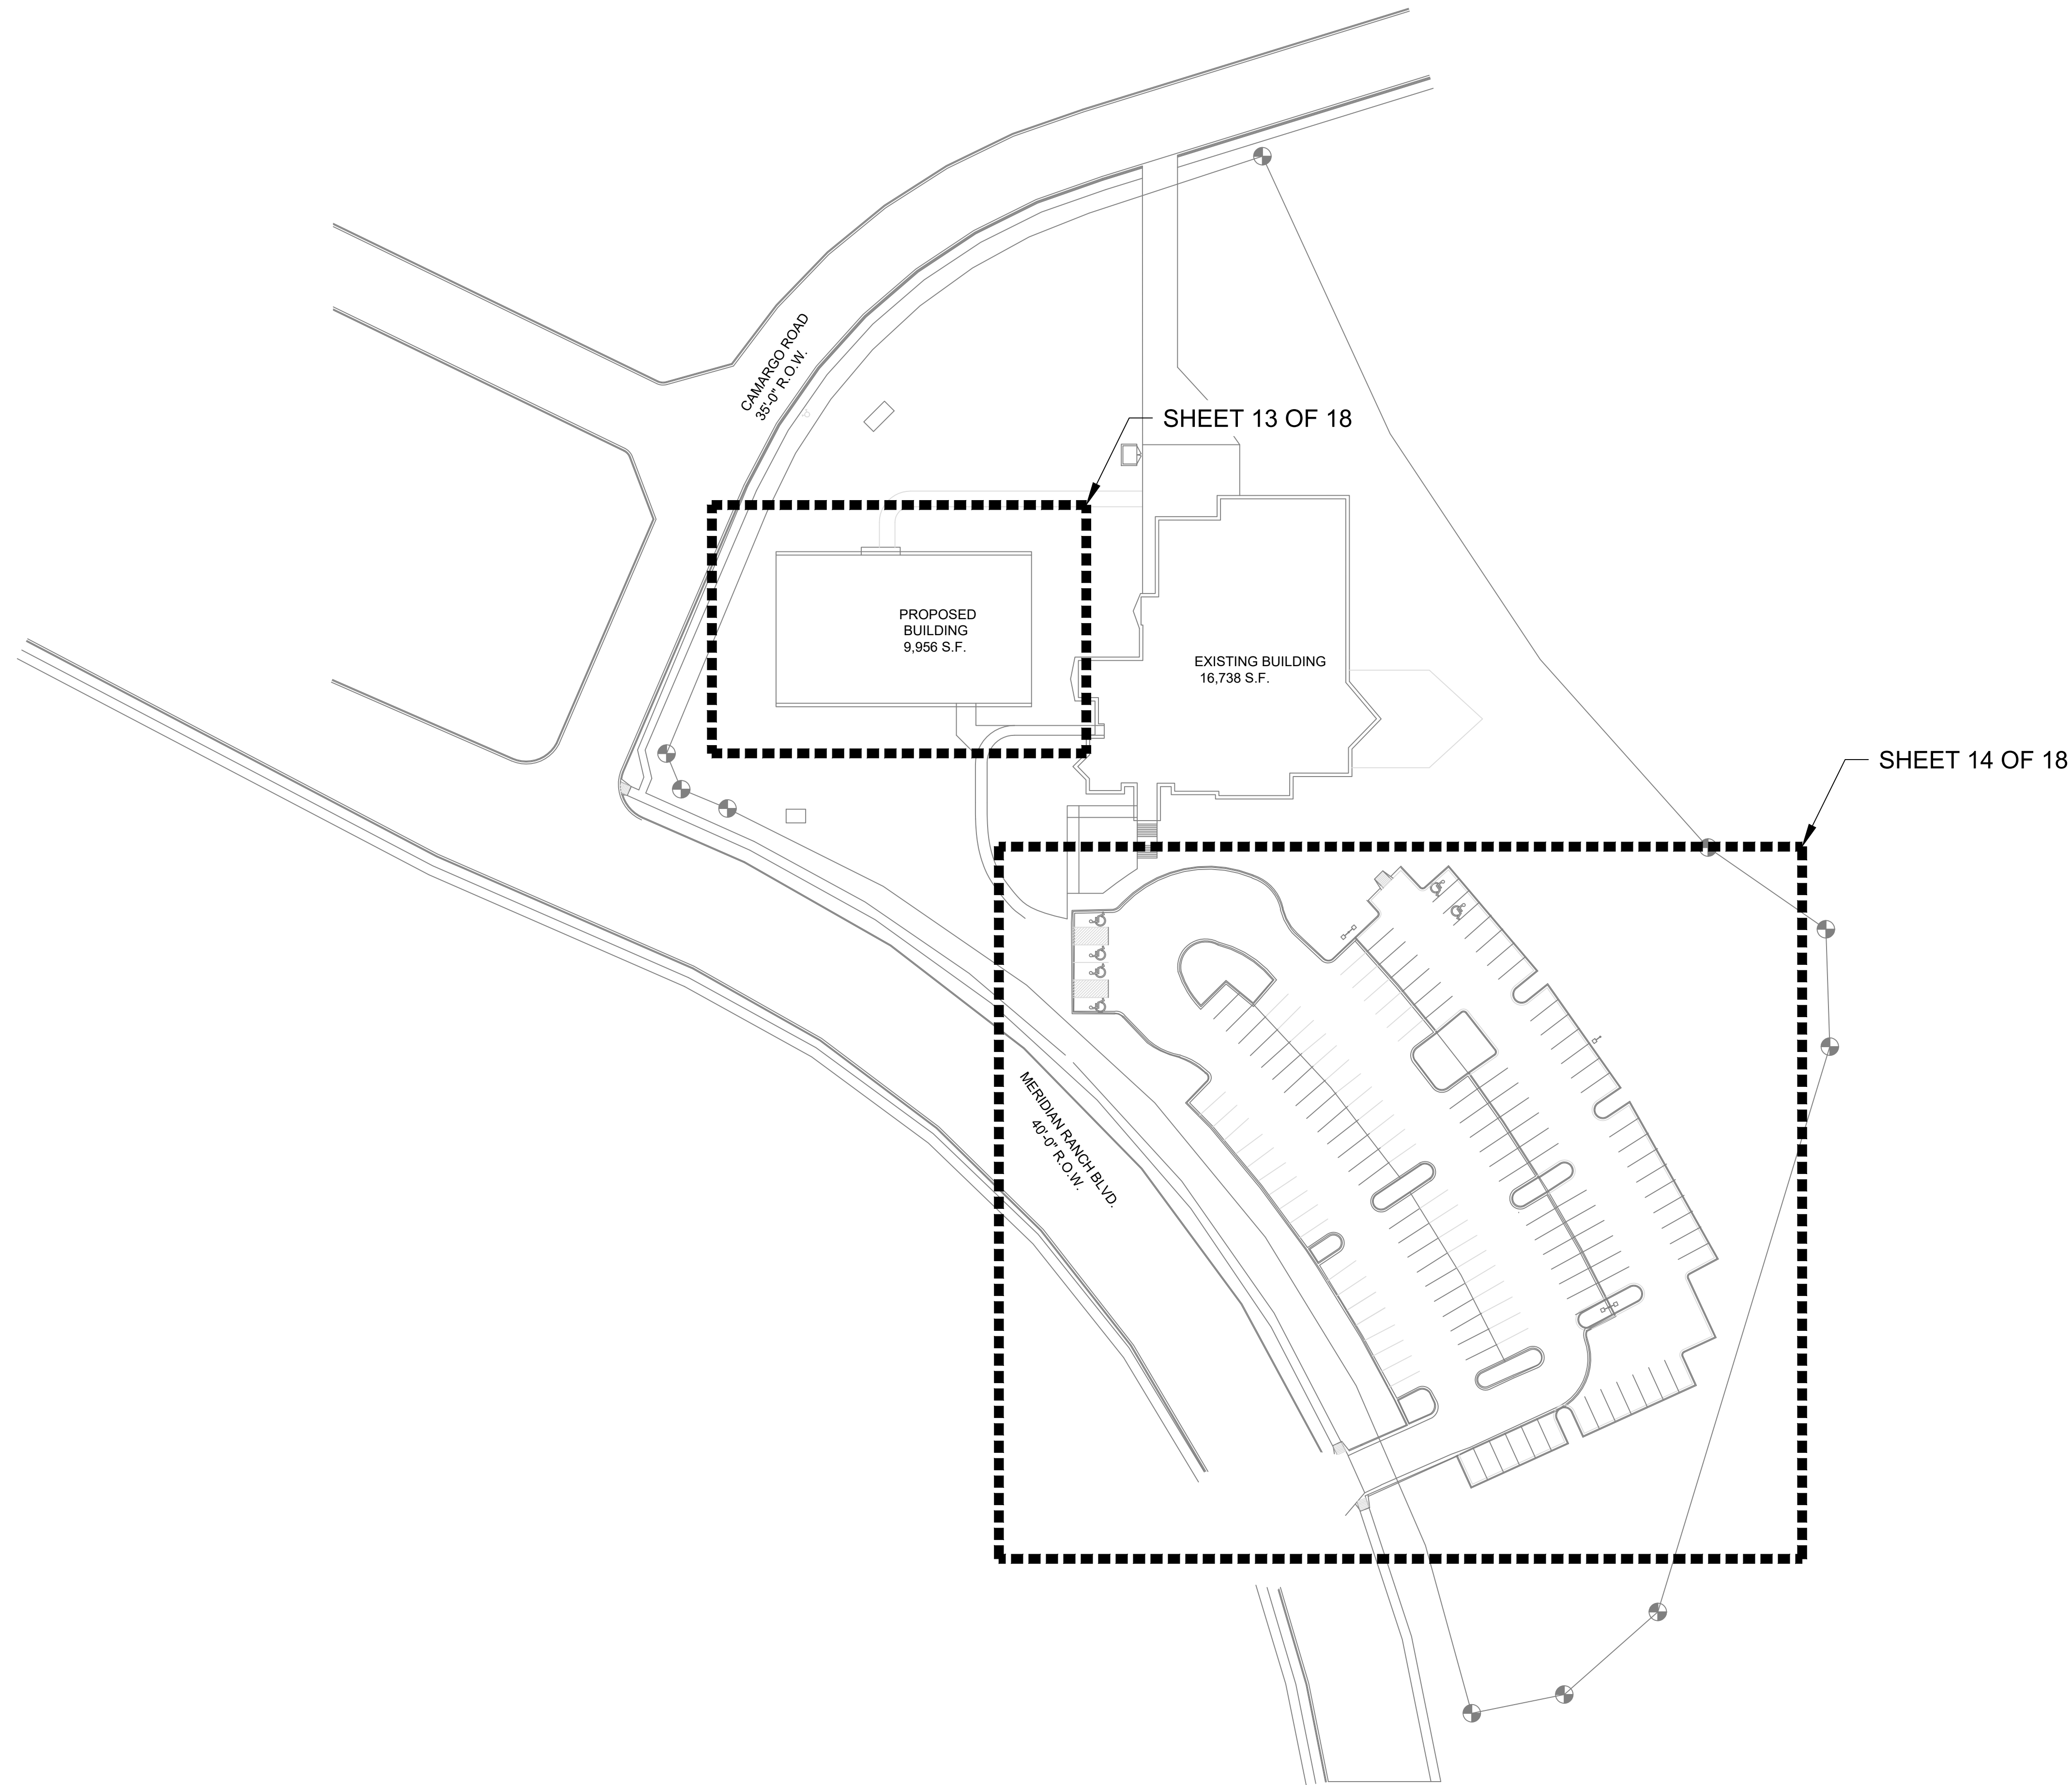 CAMARGO ROAD
35'-0" R.O.W.
SHEET 13 OF 18
PROPOSED
BUILDING
9,956 S.F.
EXISTING BUILDING
16,738 S.F.
SHEET 14 OF 18
MERIDIAN RANCH BLVD.
40'-0" R.O.W.